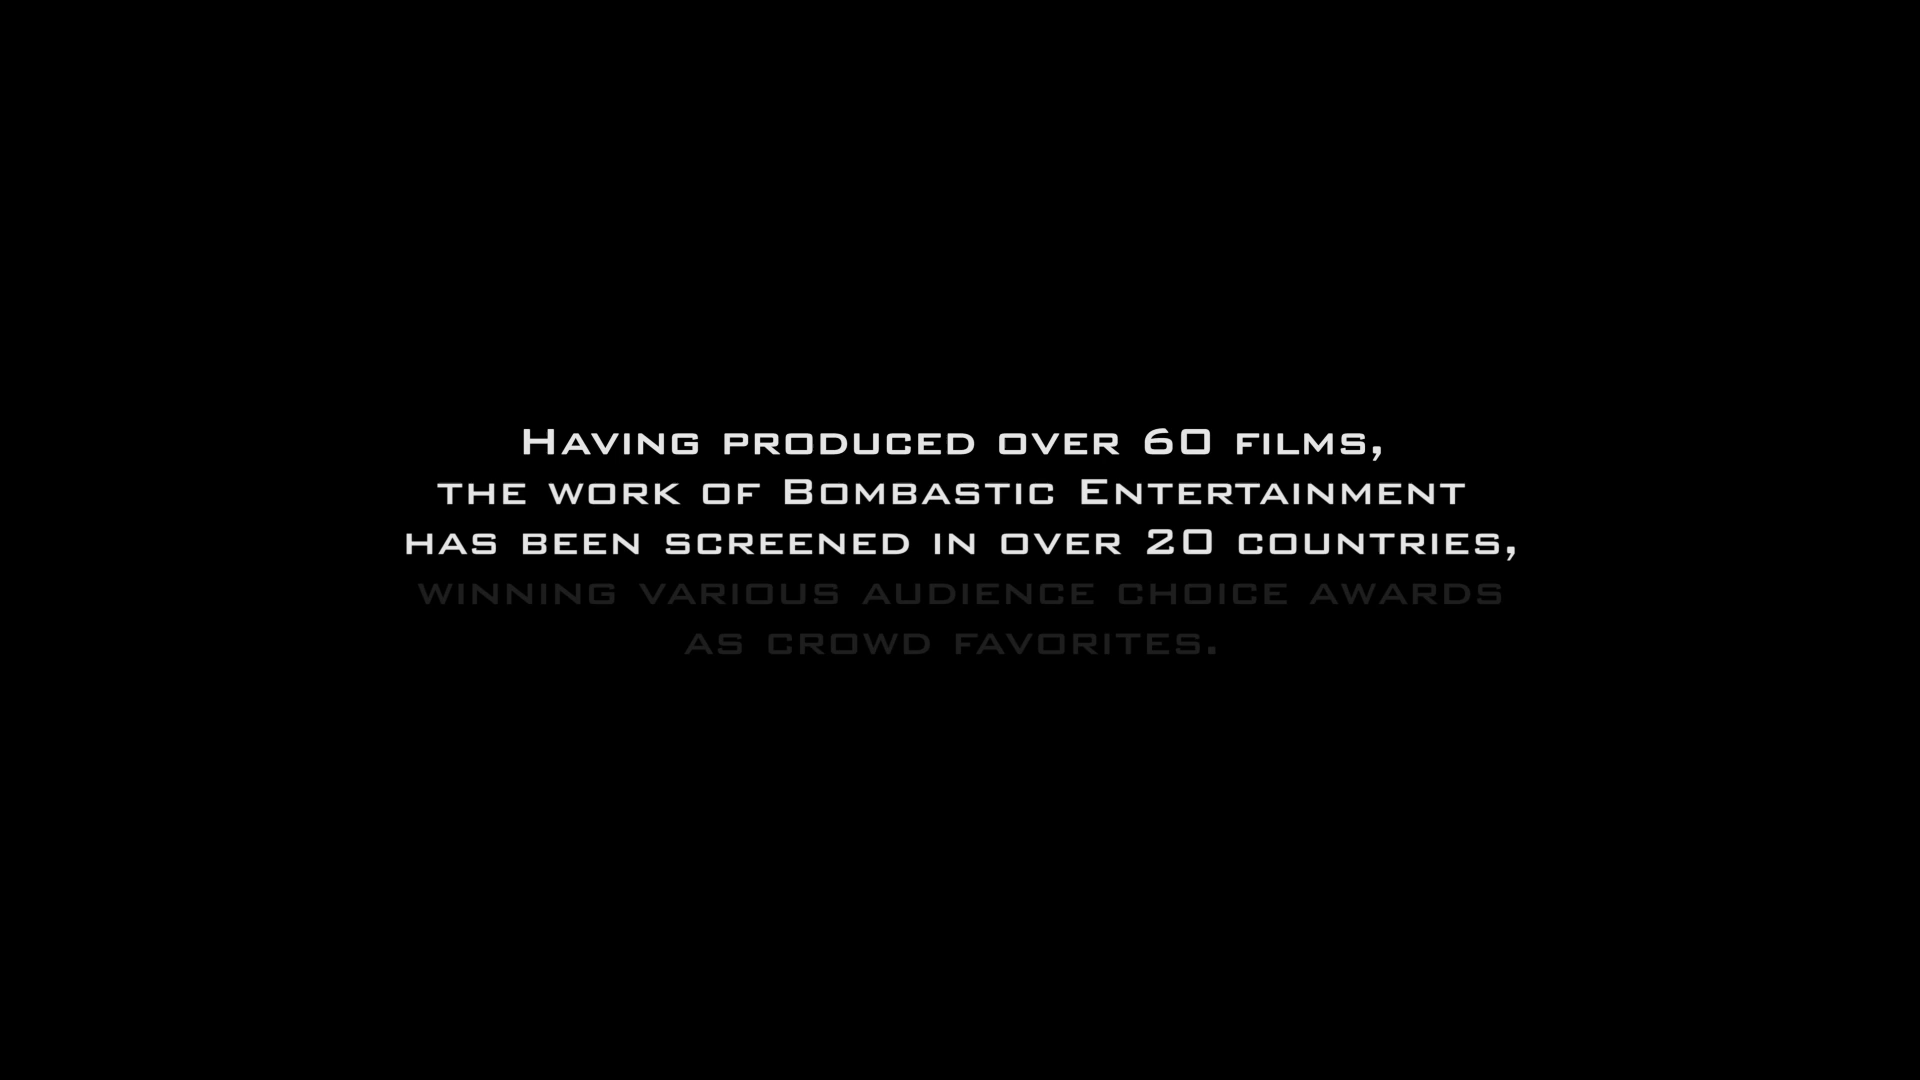 Having produced over 60 films,
the work of Bombastic Entertainment
has been screened in over 20 countries,
winning various audience choice awards
as crowd favorites.